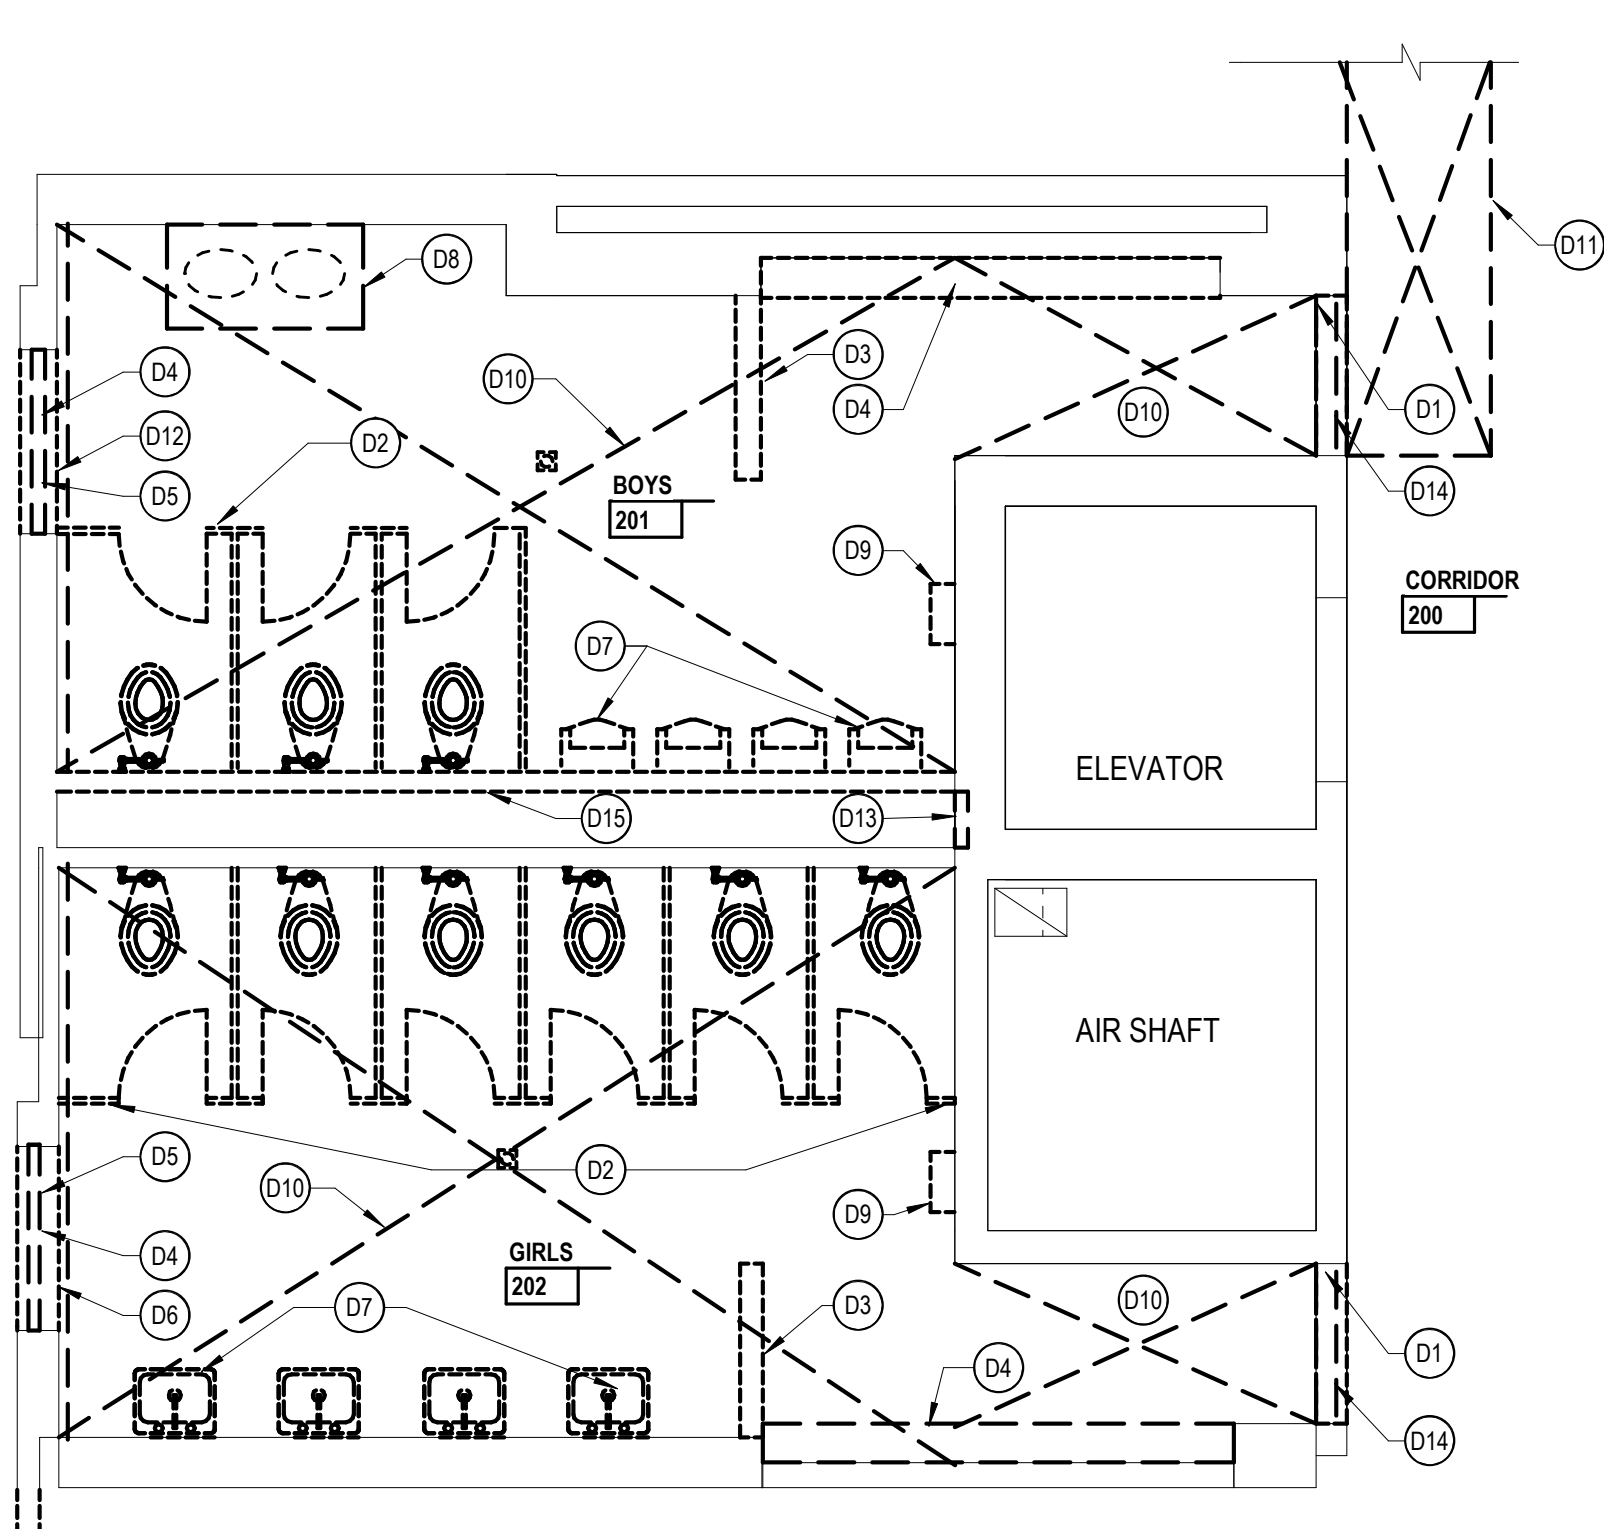 D11
D8
D3
D4
D10
D4
D10
D1
D12
D2
D5
D14
BOYS
201
D9
CORRIDOR
200
D7
ELEVATOR
D15
D13
AIR SHAFT
D5
D2
D10
D9
D4
GIRLS
202
D6
D7
D3
D10
D4
D1
D14